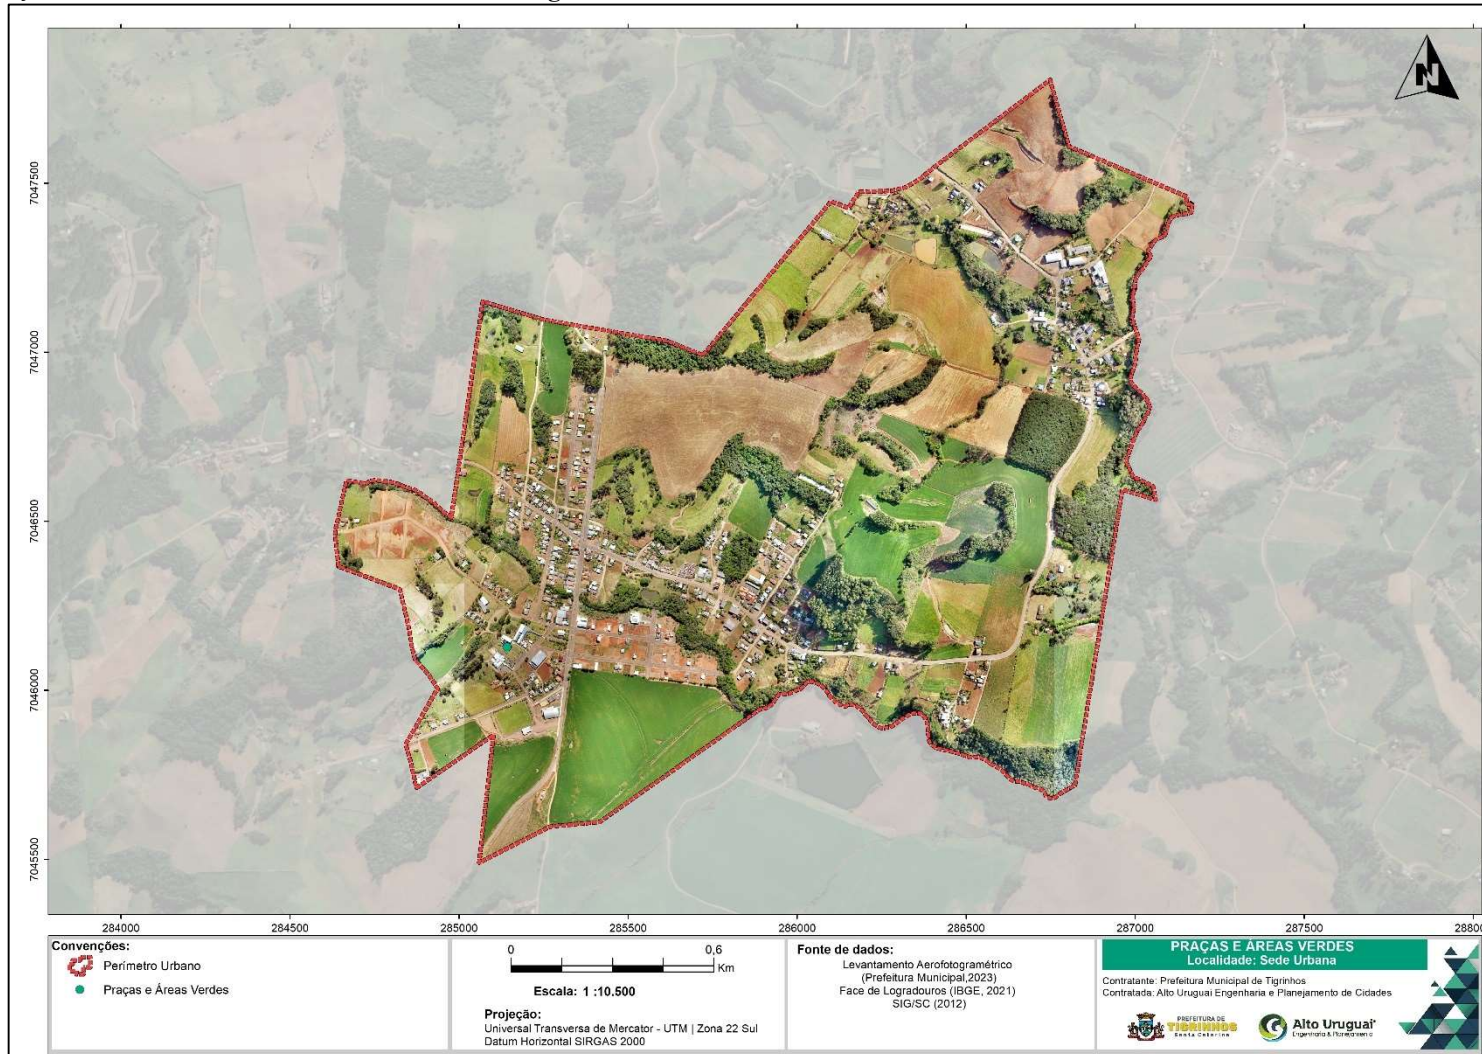 N
7047500
7047000
7046500
7046000
7045500
284000
284500
285000
285500
286000
286500
287000
287500
Convenções:
Perímetro Urbano
Praças e Áreas Verdes
0
0,6
Km
Escala: 1 :10.500
Projeção:
Universal Transversa de Mercator - UTM | Zona 22 Sul
Datum Horizontal SIRGAS 2000
Fonte de dados:
Levantamento Aerofotogramétrico
(Prefeitura Municipal,2023)
Face de Logradouros (IBGE, 2021)
SIG/SC (2012)
PRAÇAS E ÁREAS VERDES
Localidade: Sede Urbana
Contratante: Prefeitura Municipal de Tigrinhos
Contratada: Alto Uruguai Engenharia e Planejamento de Cidades
PREFEITURA DE
TIGRINHOS
Santa Catarina
Alto Uruguai